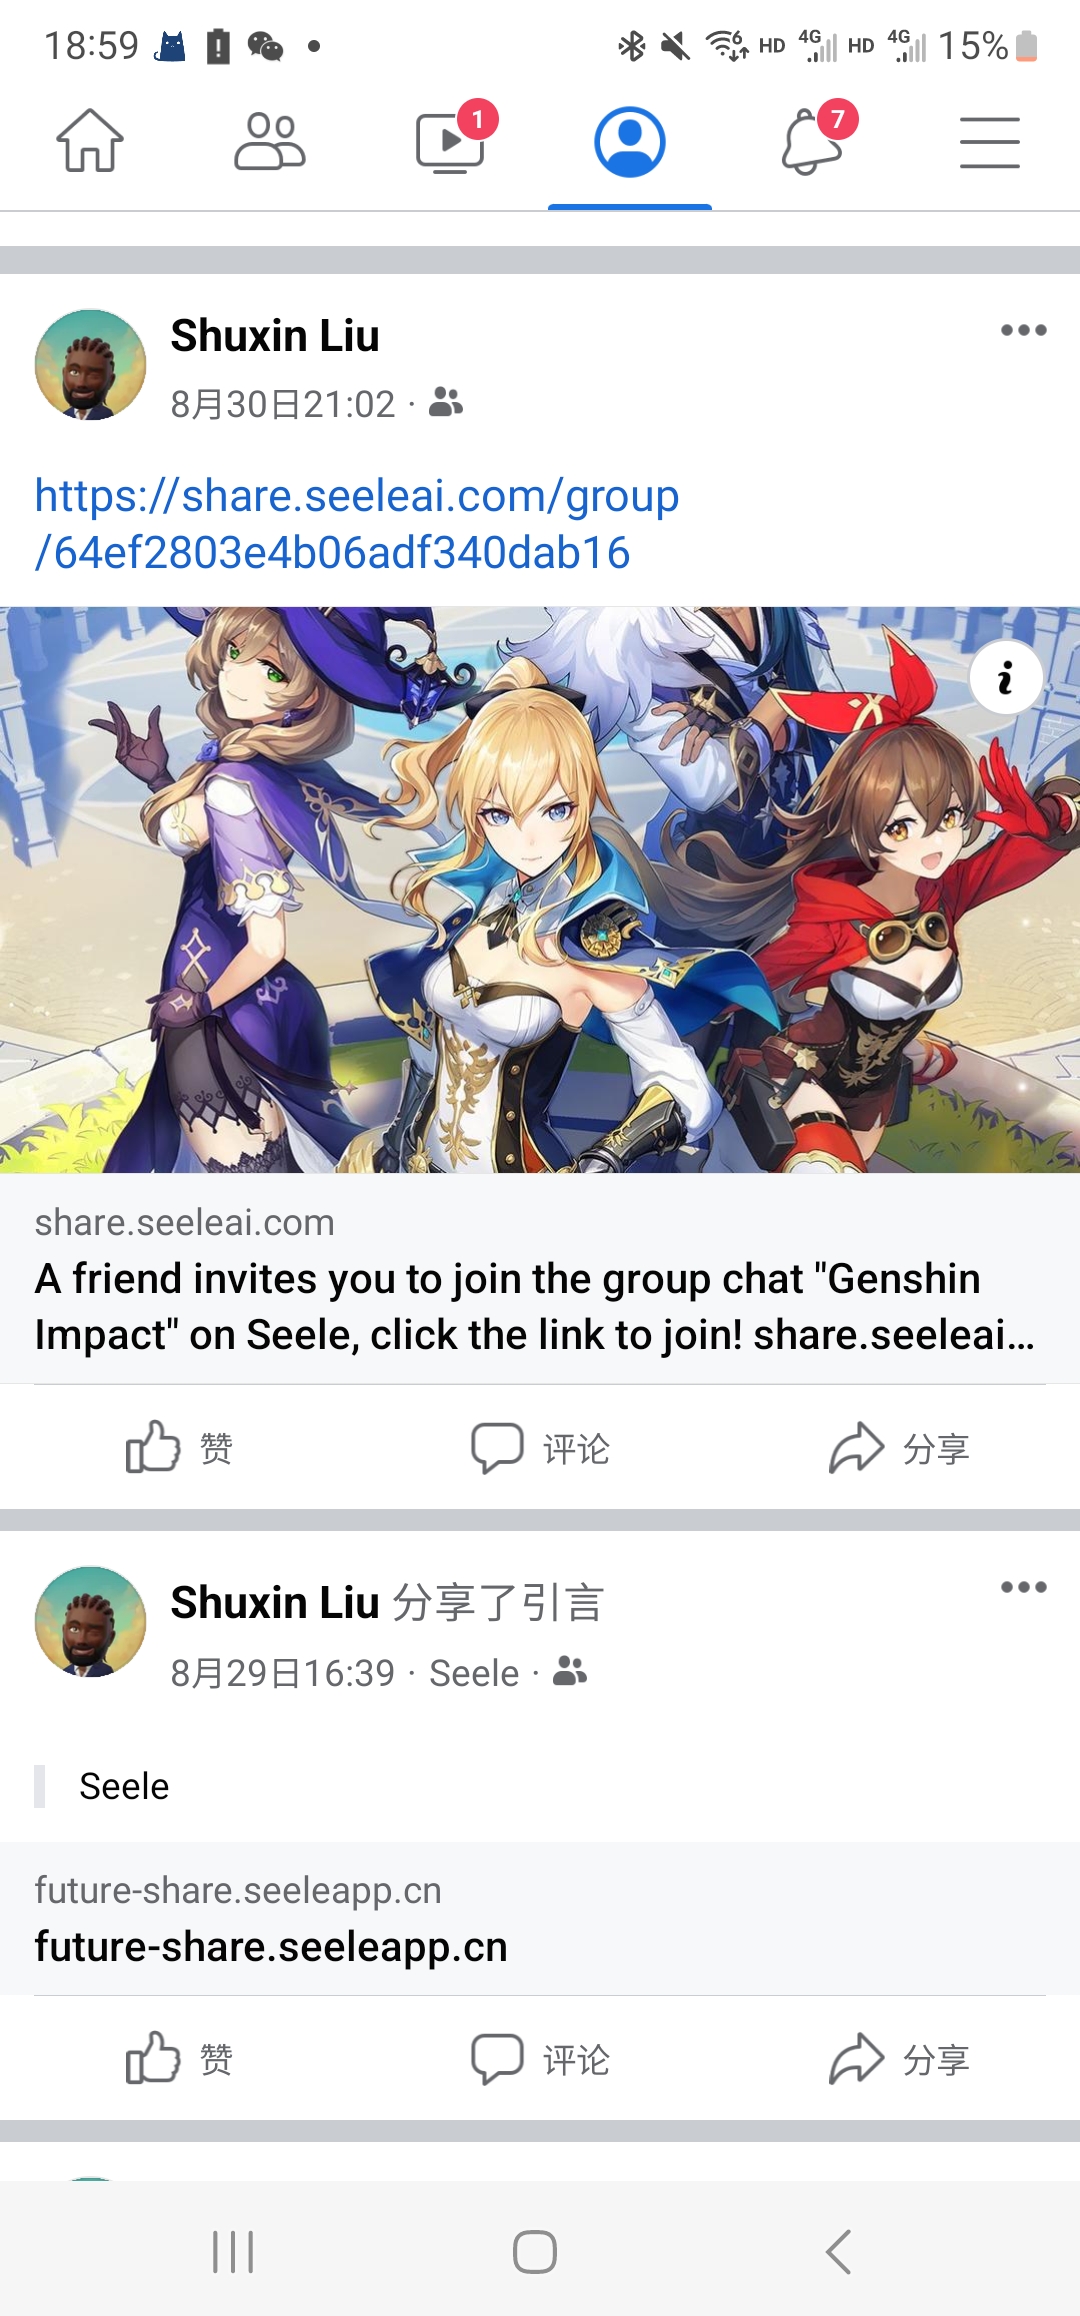 18:59
HD 4G HD 4G 15%
1
7
Shuxin Liu
8月30日21:02 ·
https://share.seeleai.com/group
/64ef2803e4b06adf340dab16
share.seeleai.com
A friend invites you to join the group chat "Genshin
Impact" on Seele, click the link to join! share.seeleai...
赞 评论 分享
Shuxin Liu 分享了引言
8月29日16:39 · Seele ·
Seele
future-share.seeleapp.cn
future-share.seeleapp.cn
赞 评论 分享